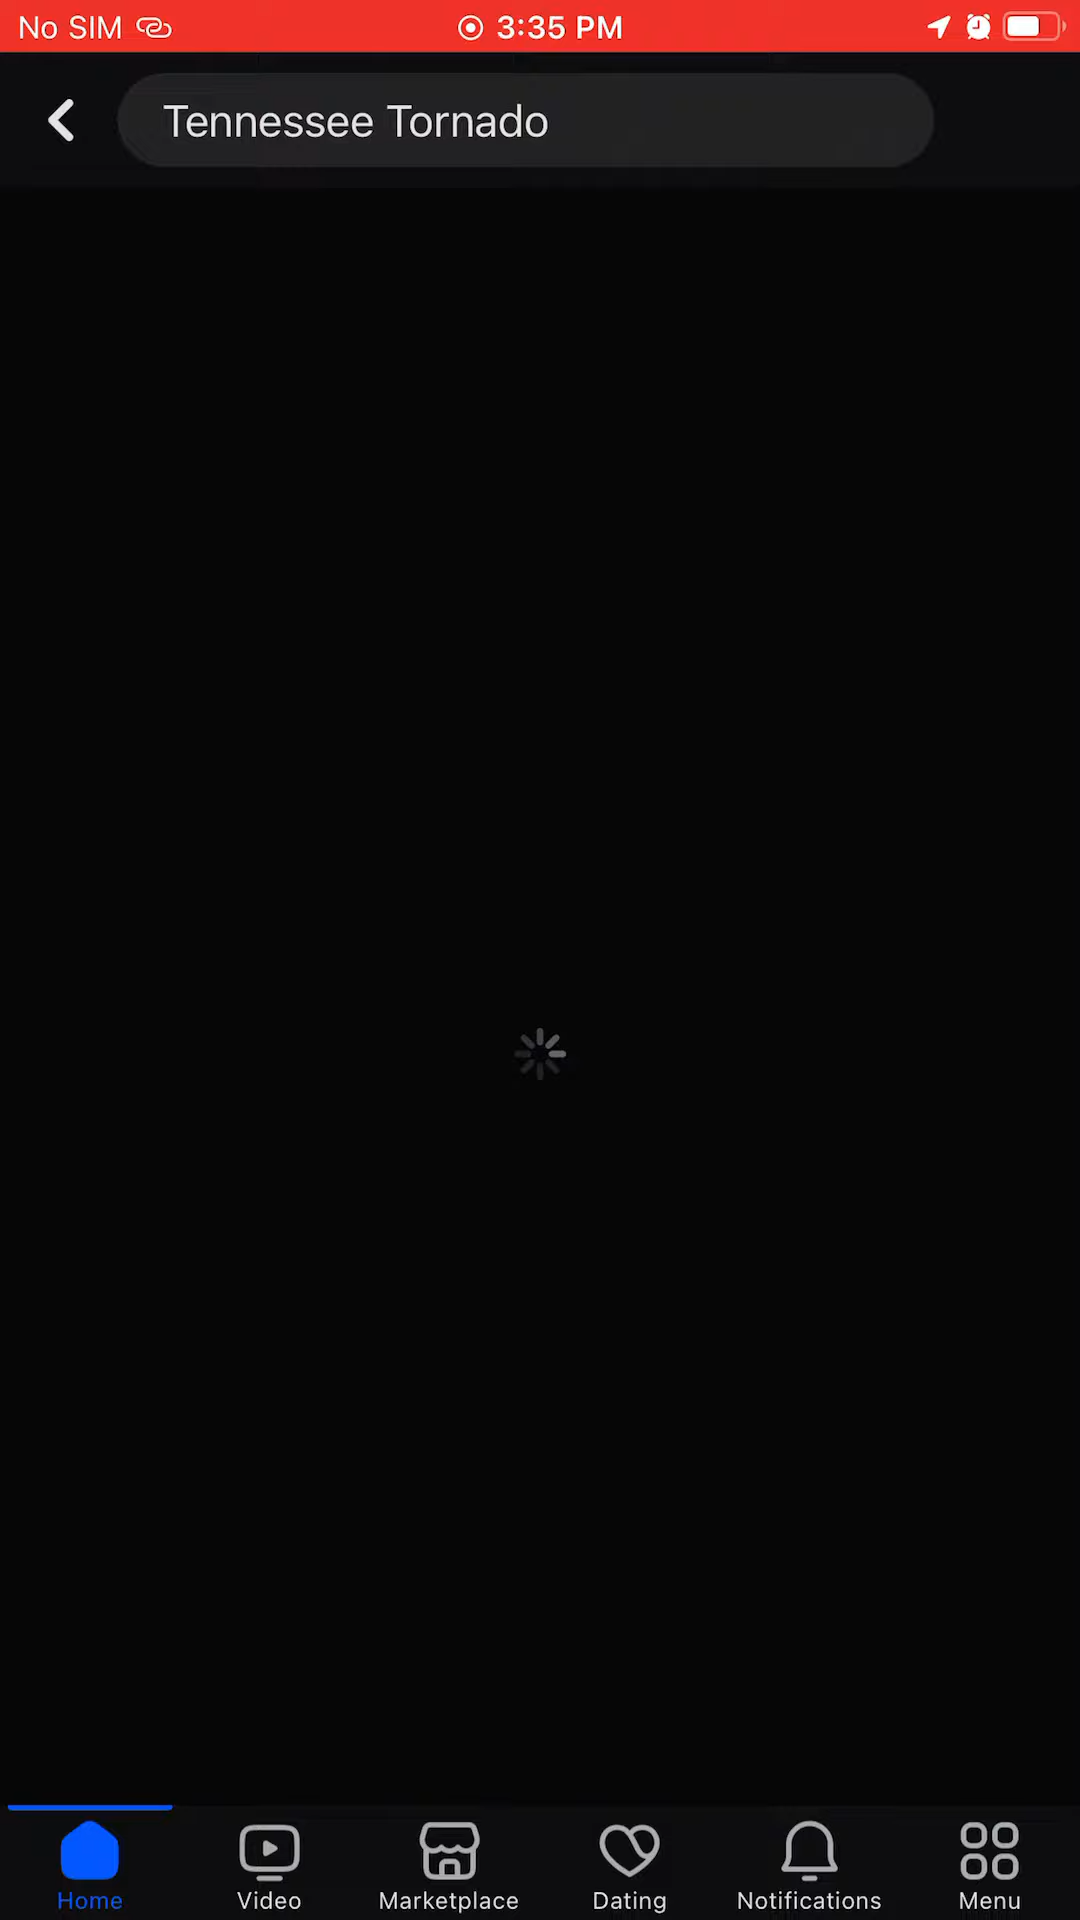 No SIM 3:35 PM
Tennessee Tornado
Home Video Marketplace Dating Notifications Menu